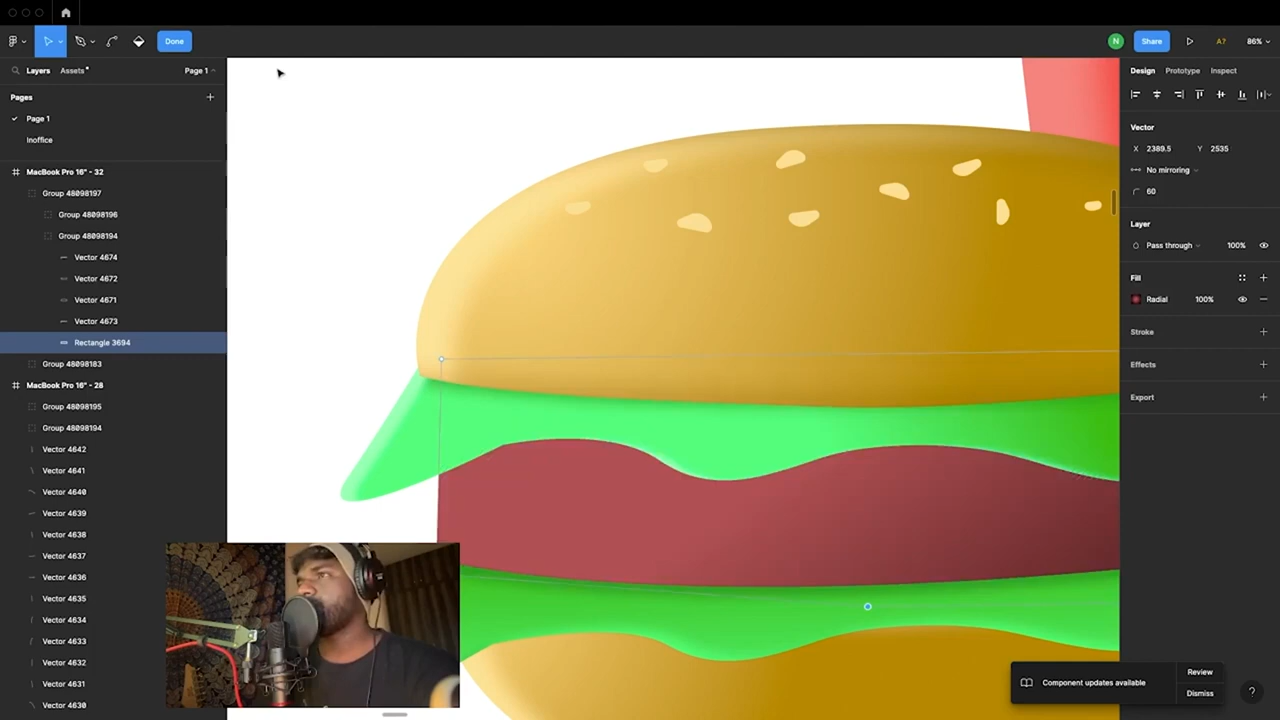 Done
Share
A?
86%
Layers
Assets
Page 1
Design
Prototype
Inspect
Pages
Page 1
Inoffice
Vector
X 2389.5 Y 2535
No mirroring
60
MacBook Pro 16" - 32
Group 48098197
Group 48098196
Group 48098194
Vector 4674
Vector 4672
Vector 4671
Vector 4673
Rectangle 3694
Group 48098183
MacBook Pro 16" - 28
Group 48098195
Group 48098194
Vector 4642
Vector 4641
Vector 4640
Vector 4639
Vector 4638
Vector 4637
Vector 4636
Vector 4635
Vector 4634
Vector 4633
Vector 4632
Vector 4631
Vector 4630
Layer
Pass through 100%
Fill
Radial 100%
Stroke
Effects
Export
N
Component updates available
Review
Dismiss
?